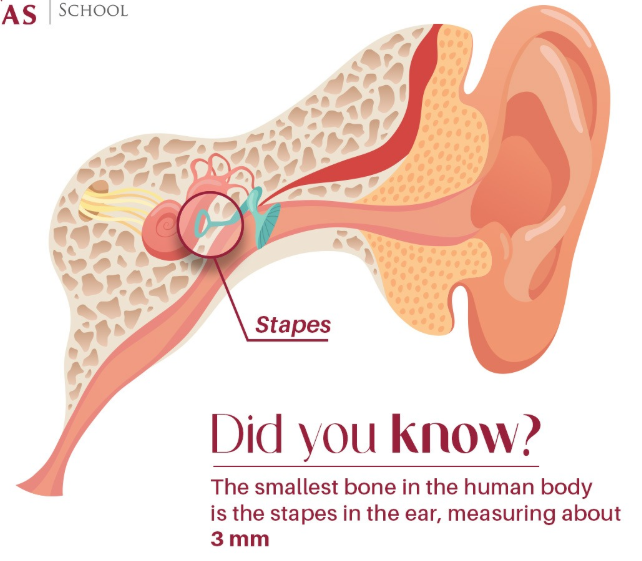 AS | School
Stapes
Did you know?
The smallest bone in the human body
is the stapes in the ear, measuring about
3 mm